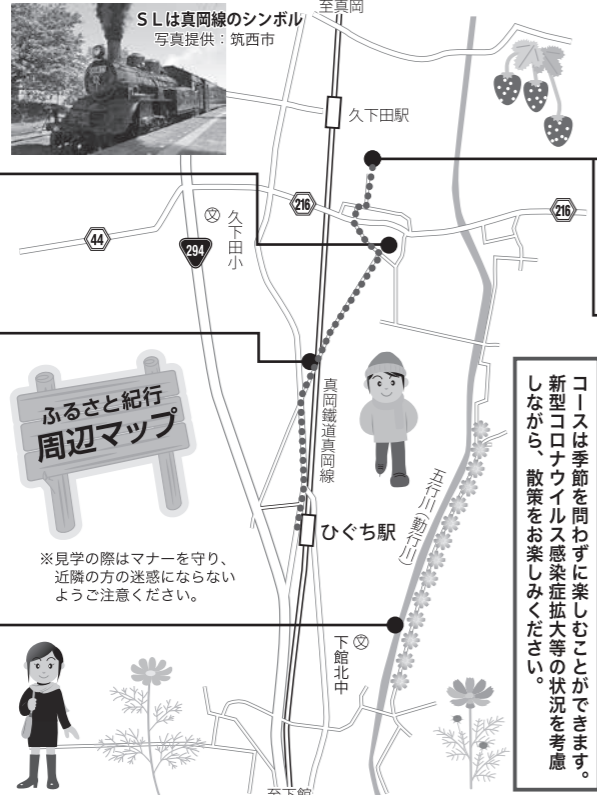 SLは真岡線のシンボル
写真提供：筑西市
至真岡
久下田駅
216
216
44
294
久下田小
文
ふるさと紀行
周辺マップ
真岡鐵道真岡線
ひぐち駅
五行川（勤行川）
※見学の際はマナーを守り、
近隣の方の迷惑にならない
ようご注意ください。
下館北中
文
至下館
コースは季節を問わずに楽しむことができます。
新型コロナウイルス感染症拡大等の状況を考慮
しながら、散策をお楽しみください。